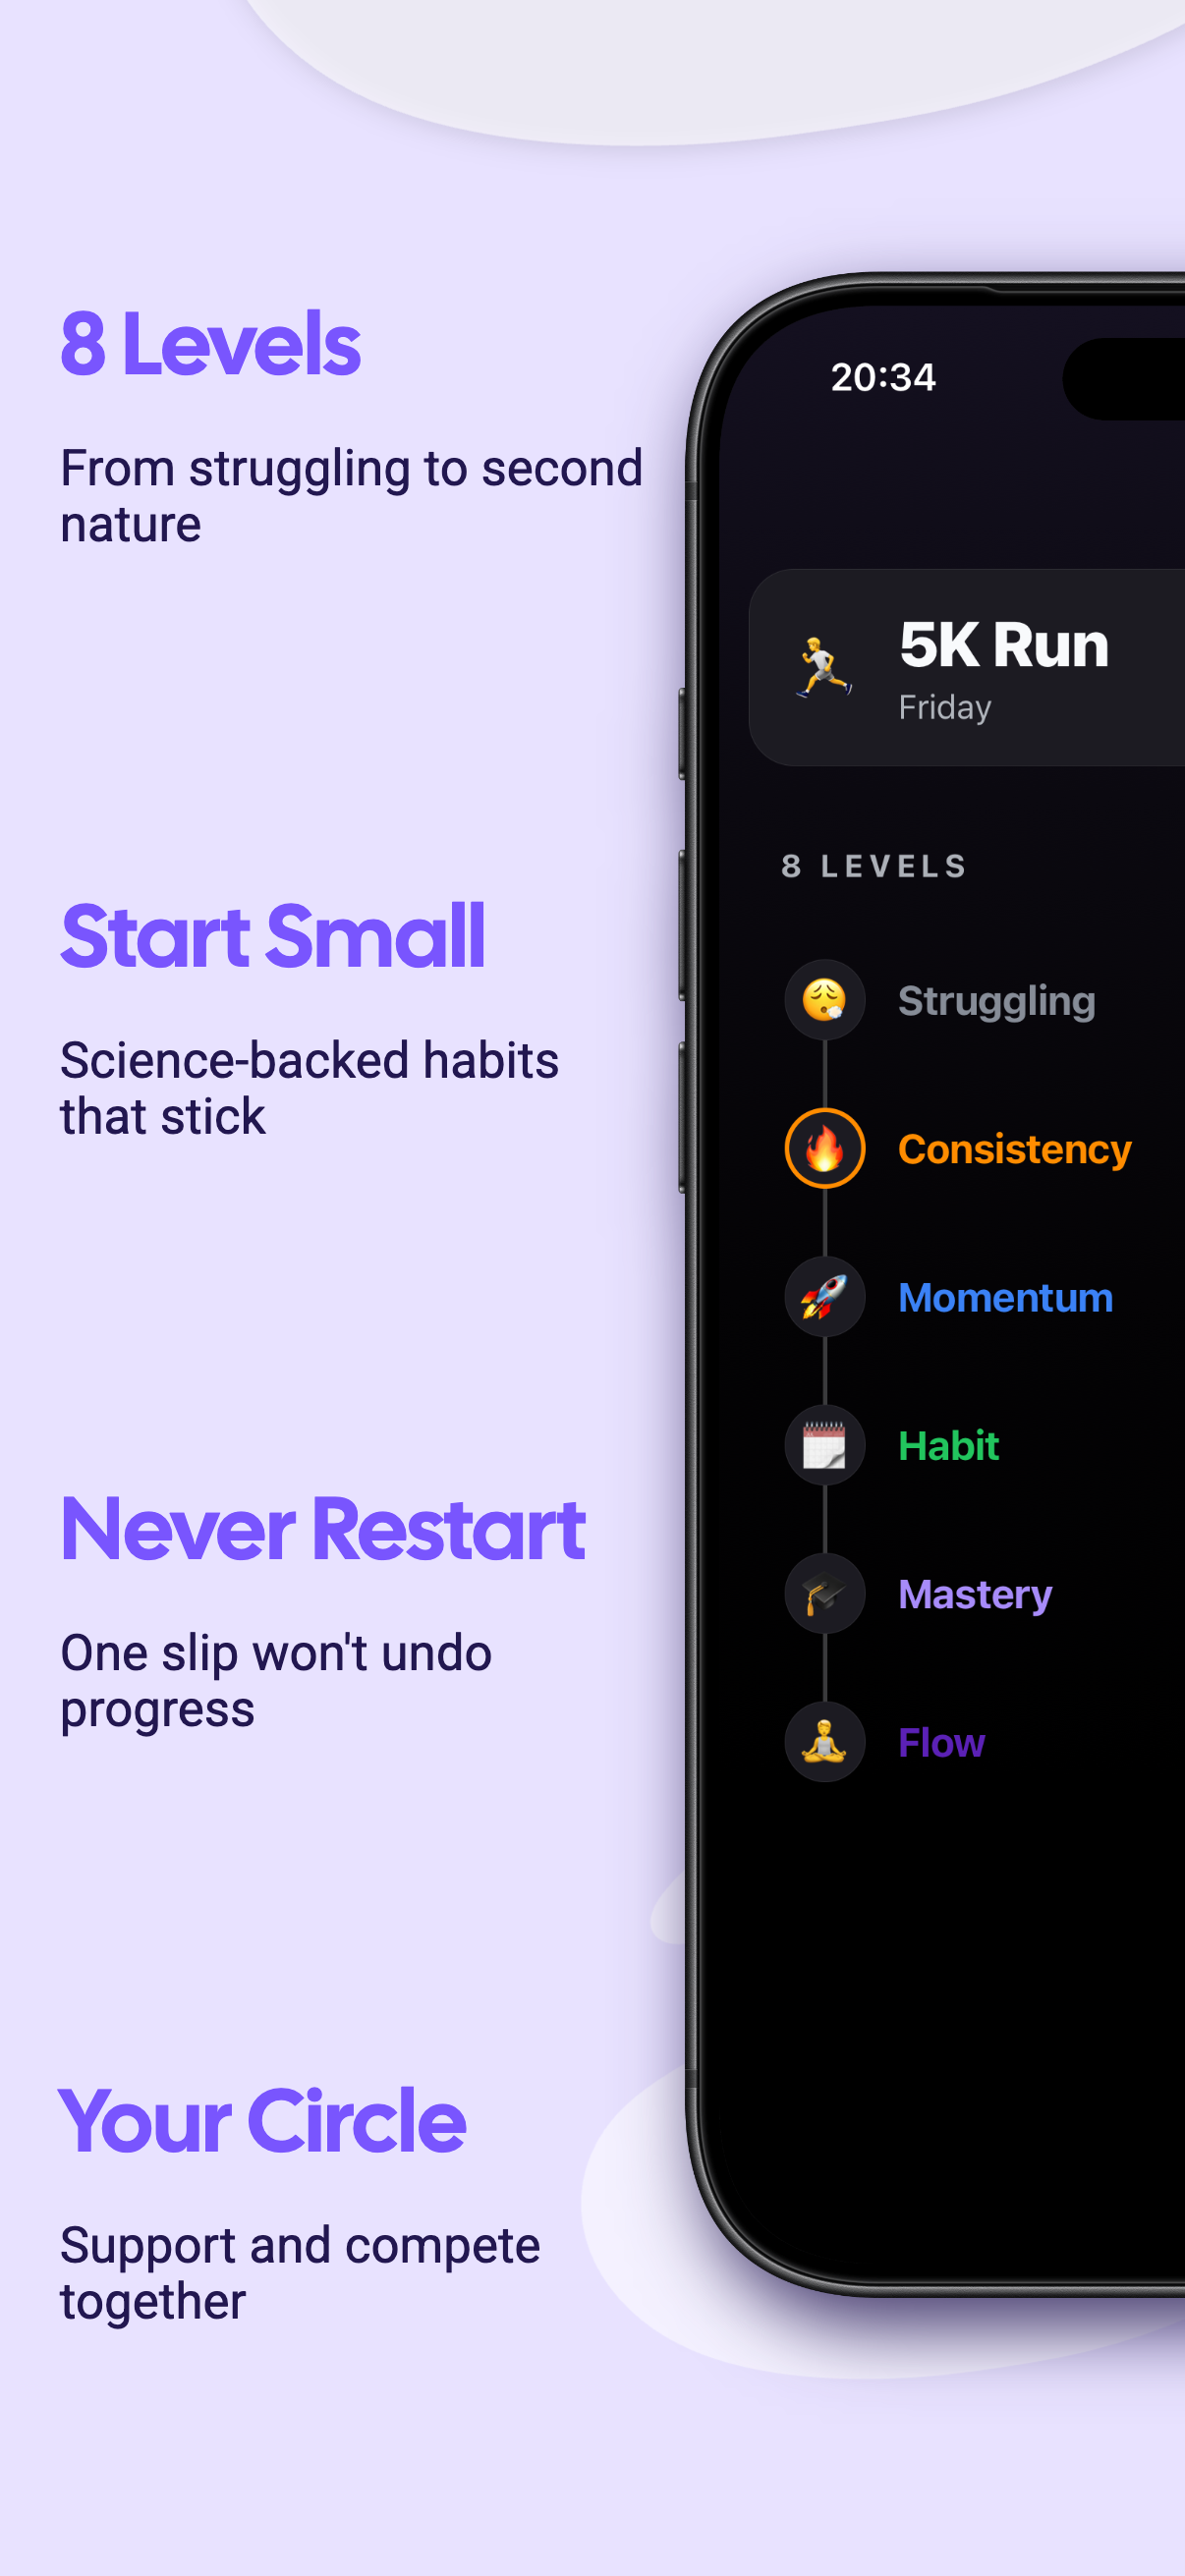 8 Levels
From struggling to second
nature
Start Small
Science-backed habits
that stick
Never Restart
One slip won't undo
progress
Your Circle
Support and compete
together
20:34
5K Run
Friday
8 LEVELS
Struggling
Consistency
Momentum
Habit
Mastery
Flow